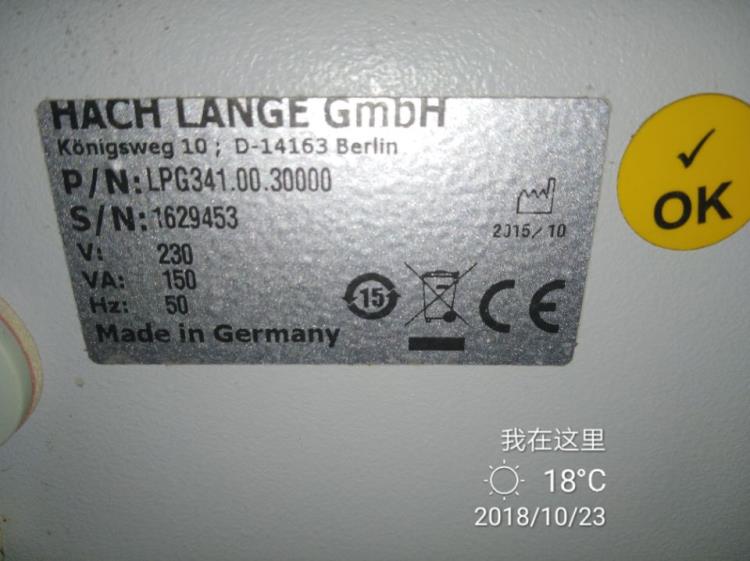 HACH LANGE GmbH
Königsweg 10 ; D-14163 Berlin
P/N: LPG341.00.30000
S/N: 1629453
2015/10
V: 230
VA: 150
Hz: 50
15
CE
Made in Germany
OK
我在这里
18°C
2018/10/23